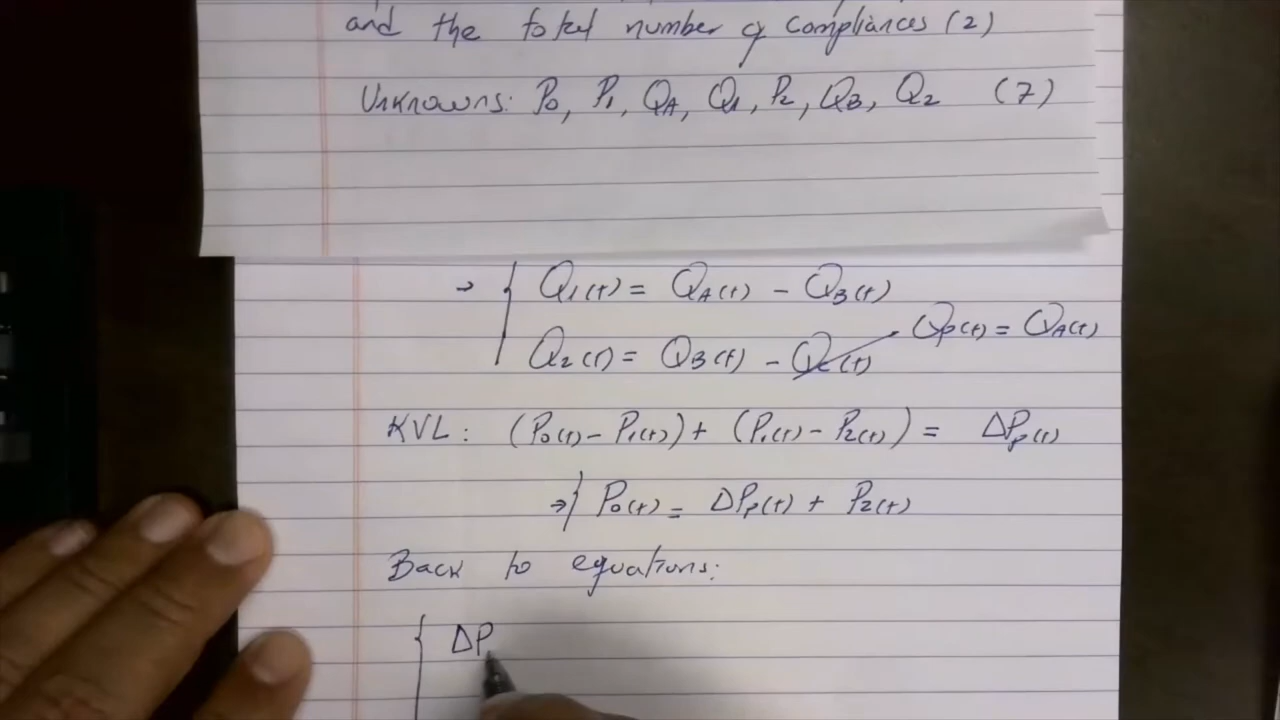 and the total number of compliances (2)
Unknowns: P0, P1, QA, Q1, P2, QB, Q2 (7)
→ { Q1(t) = QA(t) - QB(t)
Qp(t) = QA(t)
Q2(t) = QB(t) - Qc(t)
KVL: (P0(t) - P1(t)) + (P1(t) - P2(t)) = ΔPp(t)
→ } P0(t) = ΔPp(t) + P2(t)
Back to equations:
{ ΔP